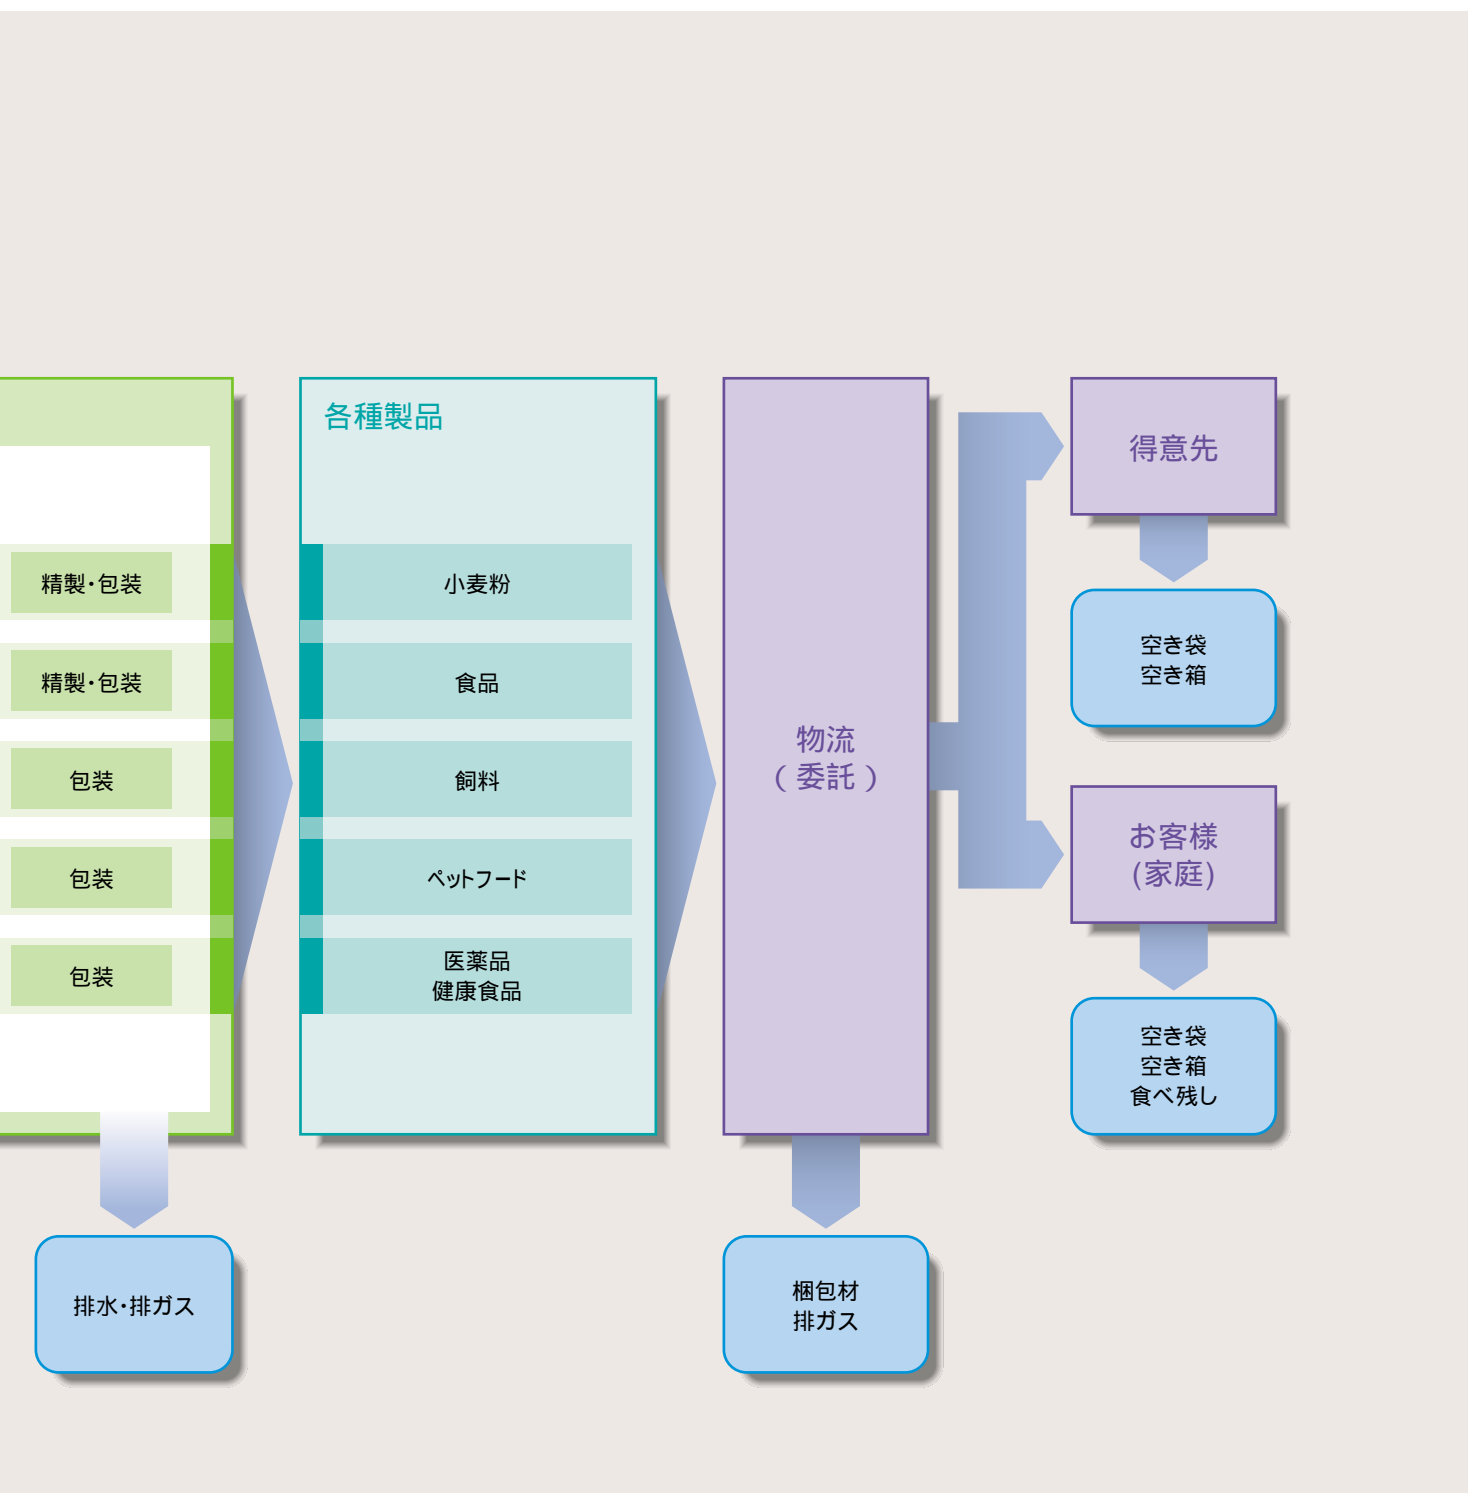 精製・包装
精製・包装
包装
包装
包装
排水・排ガス
各種製品
小麦粉
食品
飼料
ペットフード
医薬品
健康食品
物流
（委託）
梱包材
排ガス
得意先
空き袋
空き箱
お客様
(家庭)
空き袋
空き箱
食べ残し